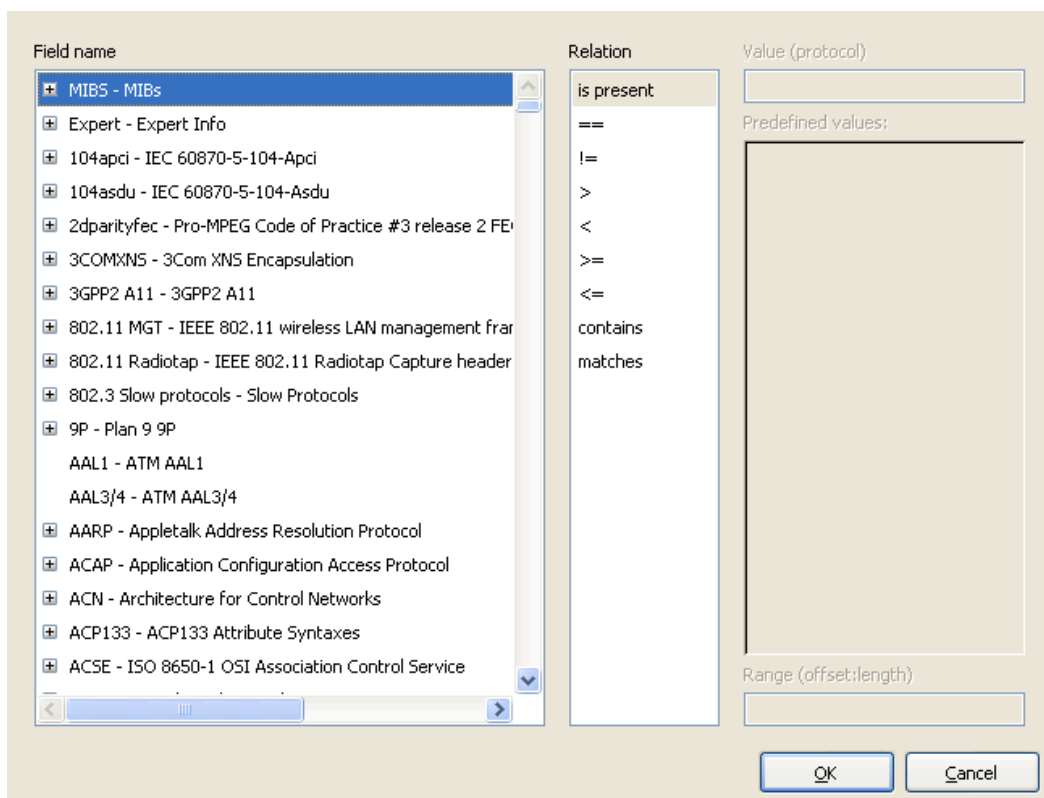 Field name
MIBS - MIBs
Expert - Expert Info
104apci - IEC 60870-5-104-Apci
104asdu - IEC 60870-5-104-Asdu
2dparityfec - Pro-MPEG Code of Practice #3 release 2
3COMXNS - 3Com XNS Encapsulation
3GPP2 A11 - 3GPP2 A11
802.11 MGT - IEEE 802.11 wireless LAN management
802.11 Radiotap - IEEE 802.11 Radiotap Capture header
802.3 Slow protocols - Slow Protocols
9P - Plan 9 9P
AAL1 - ATM AAL1
AAL3/4 - ATM AAL3/4
AARP - Appletalk Address Resolution Protocol
ACAP - Application Configuration Access Protocol
ACN - Architecture for Control Networks
ACP133 - ACP133 Attribute Syntaxes
ACSE - ISO 8650-1 OSI Association Control Service
Relation
is present
==
!=
>
<
>=
<=
contains
matches
Value (protocol)
Predefined values:
Range (offset:length)
OK
Cancel